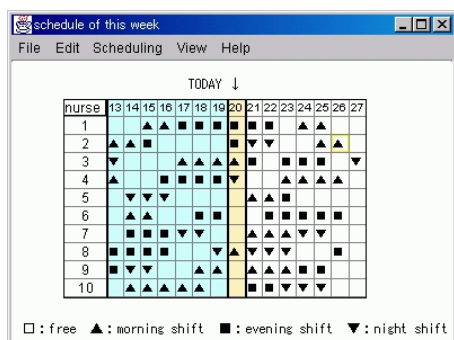 schedule of this week
File Edit Scheduling View Help
TODAY ↓
nurse 13 14 15 16 17 18 19 20 21 22 23 24 25 26 27
1 ▲ ▲ ■ ■ ■ ■ ■ ■ ▲ ▲
2 ▲ ▲ ■ ■ ▼ ▼ ▲ ▲
3 ▼ ▲ ▲ ▲ ▲ ■ ■ ■ ■ ▼
4 ▲ ■ ■ ■ ■ ▼ ▲ ▲ ▲ ▲
5 ▼ ▼ ▼ ▲ ▲ ■
6 ▲ ▲ ■ ■ ■ ■ ■ ■ ■
7 ■ ■ ■ ▼ ▼ ▲ ▲ ▲ ▼ ▼
8 ■ ■ ■ ■ ▼ ▲ ▼ ▼ ▼ ■
9 ■ ▼ ▼ ▲ ▲ ▲ ▲ ▲ ■ ■
10 ▲ ▲ ▲ ▲ ▲ ■ ■ ▼ ▼ ▼
□:free ▲:morning shift ■:evening shift ▼:night shift